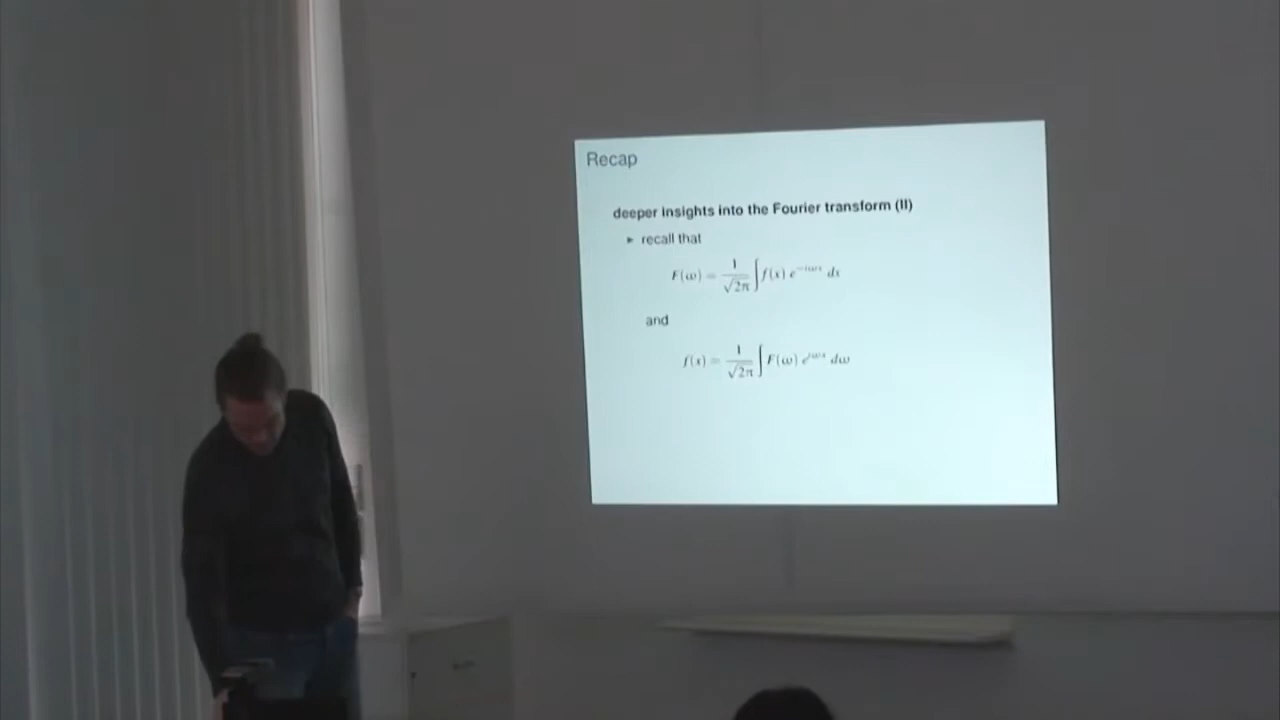 Recap
deeper insights into the Fourier transform (II)
▸ recall that
F(ω) = 1/√2π ∫ f(x) e^−iωx dx
and
f(x) = 1/√2π ∫ F(ω) e^iωx dω